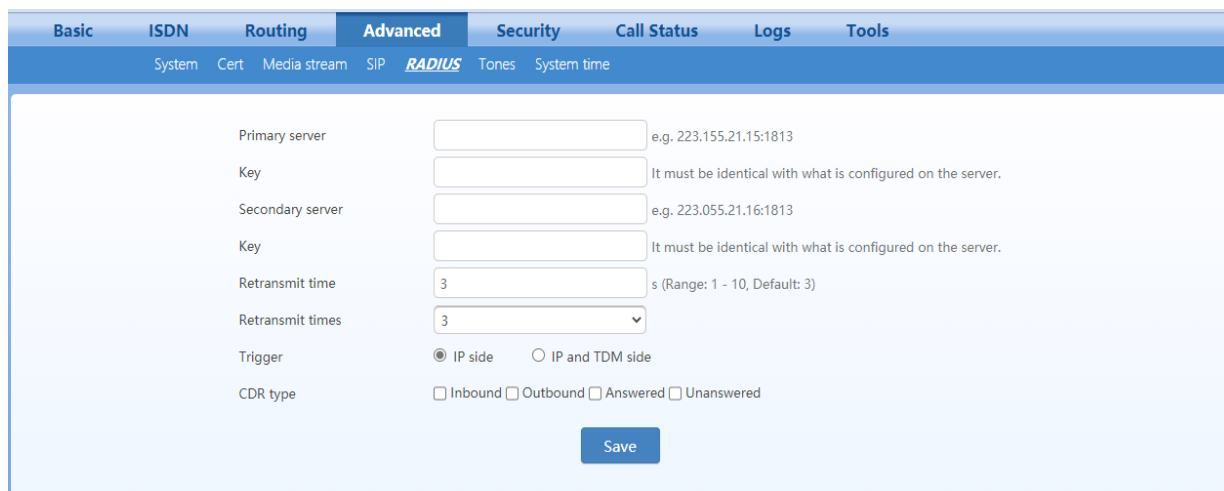 Basic ISDN Routing Advanced Security Call Status Logs Tools
System Cert Media stream SIP RADIUS Tones System time
Primary server e.g. 223.155.21.15:1813
Key It must be identical with what is configured on the server.
Secondary server e.g. 223.055.21.16:1813
Key It must be identical with what is configured on the server.
Retransmit time 3 s (Range: 1 - 10, Default: 3)
Retransmit times 3
Trigger IP side IP and TDM side
CDR type Inbound Outbound Answered Unanswered
Save